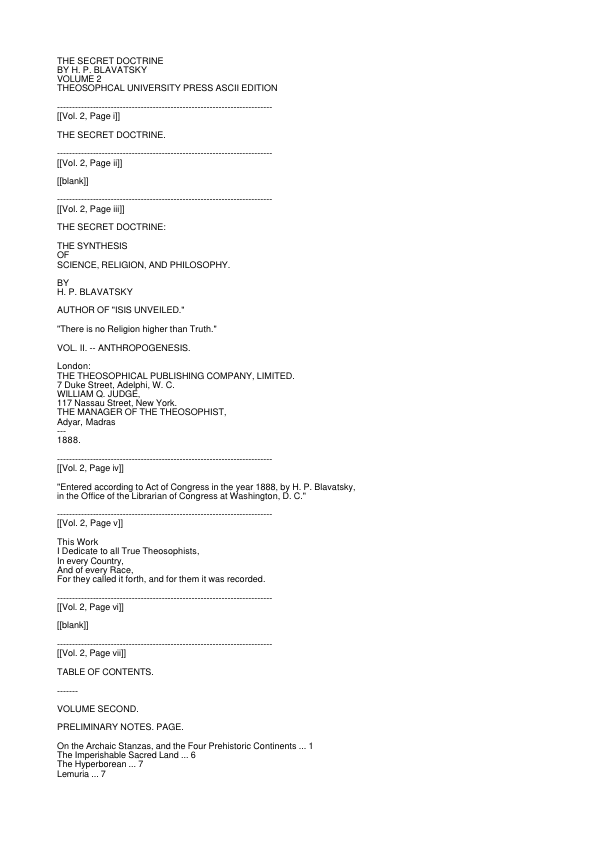 THE SECRET DOCTRINE
BY H. P. BLAVATSKY
VOLUME 2
THEOSOPHCAL UNIVERSITY PRESS ASCII EDITION
------------------------------------------------------------------------
[[Vol. 2, Page i]]
THE SECRET DOCTRINE.
------------------------------------------------------------------------
[[Vol. 2, Page ii]]
[[blank]]
------------------------------------------------------------------------
[[Vol. 2, Page iii]]
THE SECRET DOCTRINE:
THE SYNTHESIS
OF
SCIENCE, RELIGION, AND PHILOSOPHY.
BY
H. P. BLAVATSKY
AUTHOR OF "ISIS UNVEILED."
"There is no Religion higher than Truth."
VOL. II. -- ANTHROPOGENESIS.
London:
THE THEOSOPHICAL PUBLISHING COMPANY, LIMITED.
7 Duke Street, Adelphi, W. C.
WILLIAM Q. JUDGE,
117 Nassau Street, New York.
THE MANAGER OF THE THEOSOPHIST,
Adyar, Madras
---
1888.
------------------------------------------------------------------------
[[Vol. 2, Page iv]]
"Entered according to Act of Congress in the year 1888, by H. P. Blavatsky,
in the Office of the Librarian of Congress at Washington, D. C."
------------------------------------------------------------------------
[[Vol. 2, Page v]]
This Work
I Dedicate to all True Theosophists,
In every Country,
And of every Race,
For they called it forth, and for them it was recorded.
------------------------------------------------------------------------
[[Vol. 2, Page vi]]
[[blank]]
------------------------------------------------------------------------
[[Vol. 2, Page vii]]
TABLE OF CONTENTS.
-------
VOLUME SECOND.
PRELIMINARY NOTES. PAGE.
On the Archaic Stanzas, and the Four Prehistoric Continents ... 1
The Imperishable Sacred Land ... 6
The Hyperborean ... 7
Lemuria ... 7